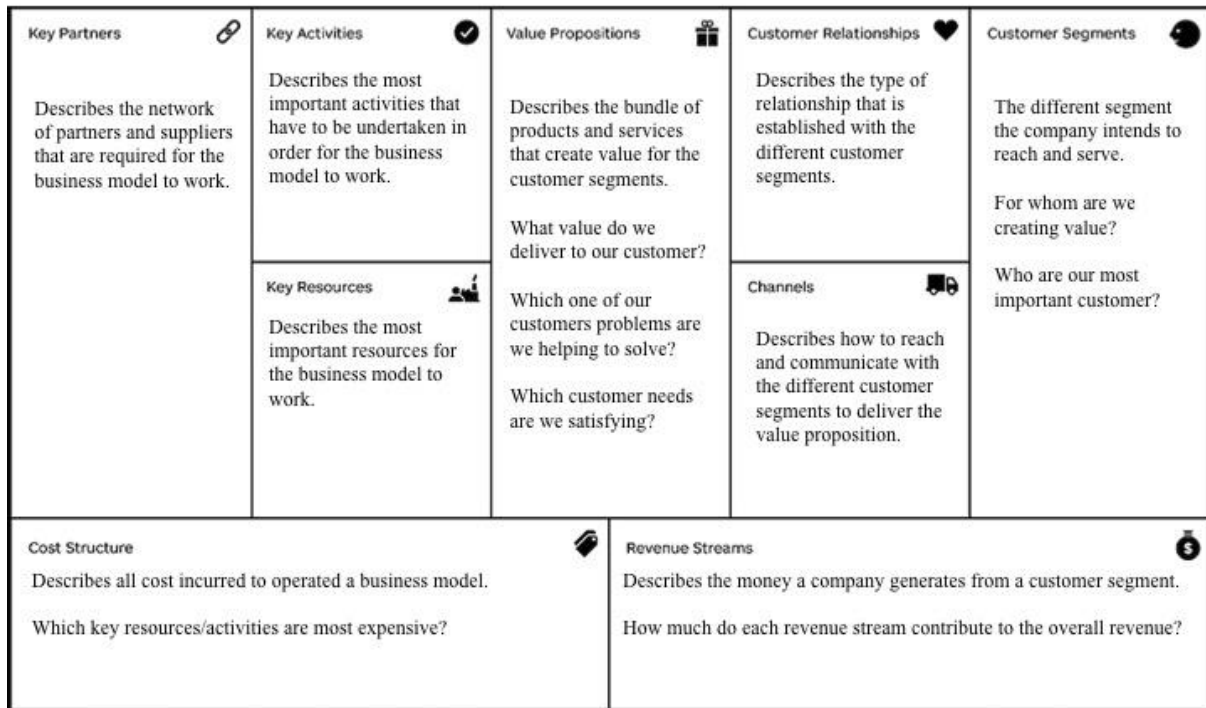 Key Partners
Describes the network
of partners and suppliers
that are required for the
business model to work.
Key Activities
Describes the most
important activities that
have to be undertaken in
order for the business
model to work.
Key Resources
Describes the most
important resources for
the business model to
work.
Value Propositions
Describes the bundle of
products and services
that create value for the
customer segments.
What value do we
deliver to our customer?
Which one of our
customers problems are
we helping to solve?
Which customer needs
are we satisfying?
Customer Relationships
Describes the type of
relationship that is
established with the
different customer
segments.
Channels
Describes how to reach
and communicate with
the different customer
segments to deliver the
value proposition.
Customer Segments
The different segment
the company intends to
reach and serve.
For whom are we
creating value?
Who are our most
important customer?
Cost Structure
Describes all cost incurred to operated a business model.
Which key resources/activities are most expensive?
Revenue Streams
Describes the money a company generates from a customer segment.
How much do each revenue stream contribute to the overall revenue?